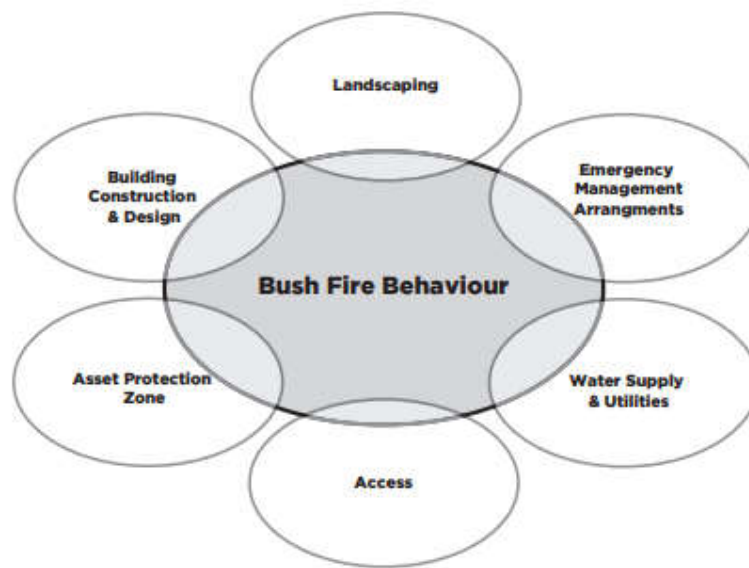 Landscaping
Building
Construction
& Design
Emergency
Management
Arrangments
Bush Fire Behaviour
Asset Protection
Zone
Water Supply
& Utilities
Access